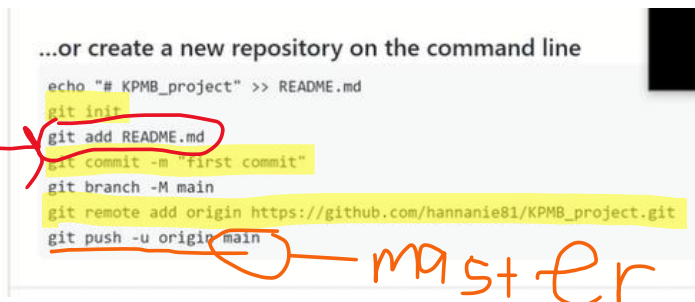 ...or create a new repository on the command line
echo "# KPMB_project" >> README.md
git init
git add README.md
git commit -m "first commit"
git branch -M main
git remote add origin https://github.com/hannanie81/KPMB_project.git
git push -u origin main
master